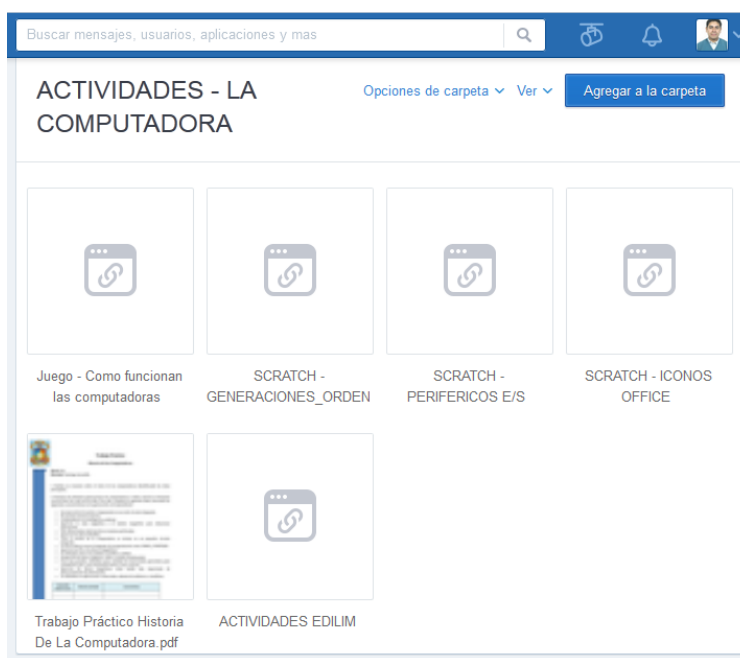 Buscar mensajes, usuarios, aplicaciones y mas
ACTIVIDADES - LA
COMPUTADORA
Opciones de carpeta Ver Agregar a la carpeta
Juego - Como funcionan
las computadoras
SCRATCH -
GENERACIONES_ORDEN
SCRATCH -
PERIFERICOS E/S
SCRATCH - ICONOS
OFFICE
Trabajo Práctico Historia
De La Computadora.pdf
ACTIVIDADES EDILIM